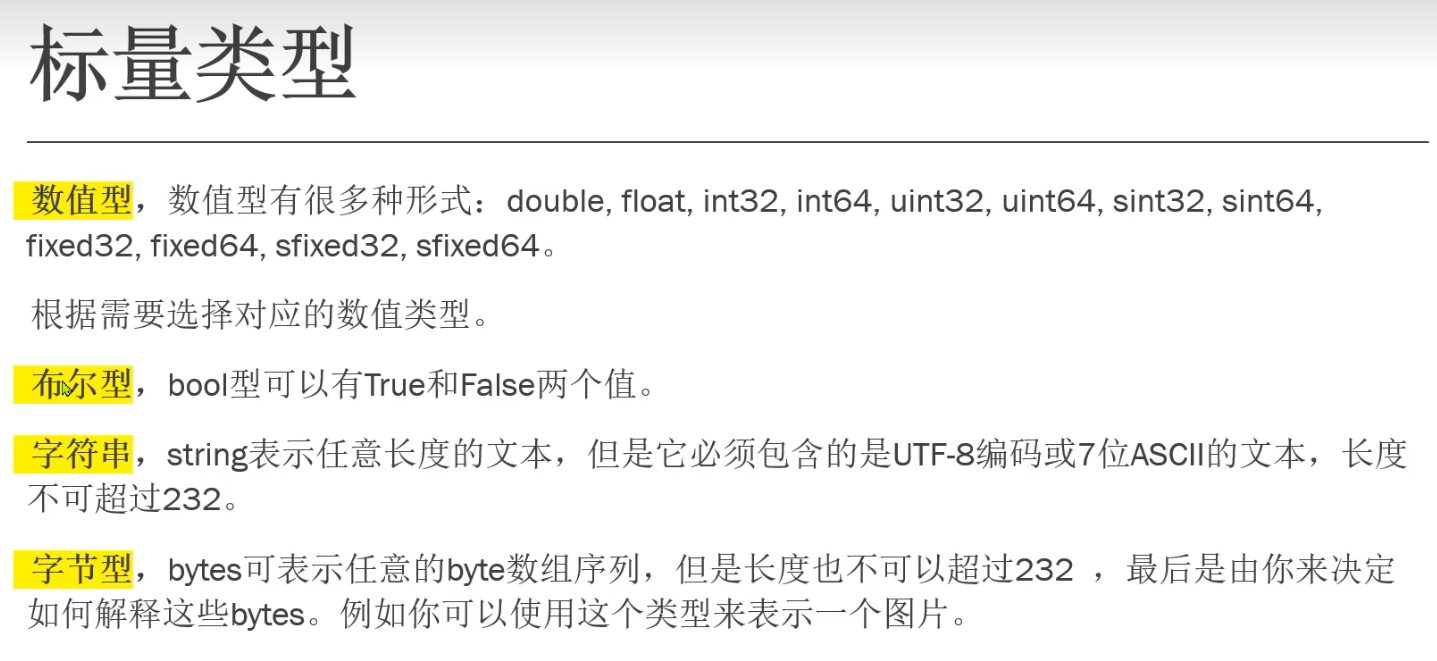 标量类型
数值型，数值型有很多种形式：double, float, int32, int64, uint32, uint64, sint32, sint64,
fixed32, fixed64, sfixed32, sfixed64。
根据需要选择对应的数值类型。
布尔型，bool型可以有True和False两个值。
字符串，string表示任意长度的文本，但是它必须包含的是UTF-8编码或7位ASCII的文本，长度
不可超过232。
字节型，bytes可表示任意的byte数组序列，但是长度也不可以超过232 ，最后是由你来决定
如何解释这些bytes。例如你可以使用这个类型来表示一个图片。